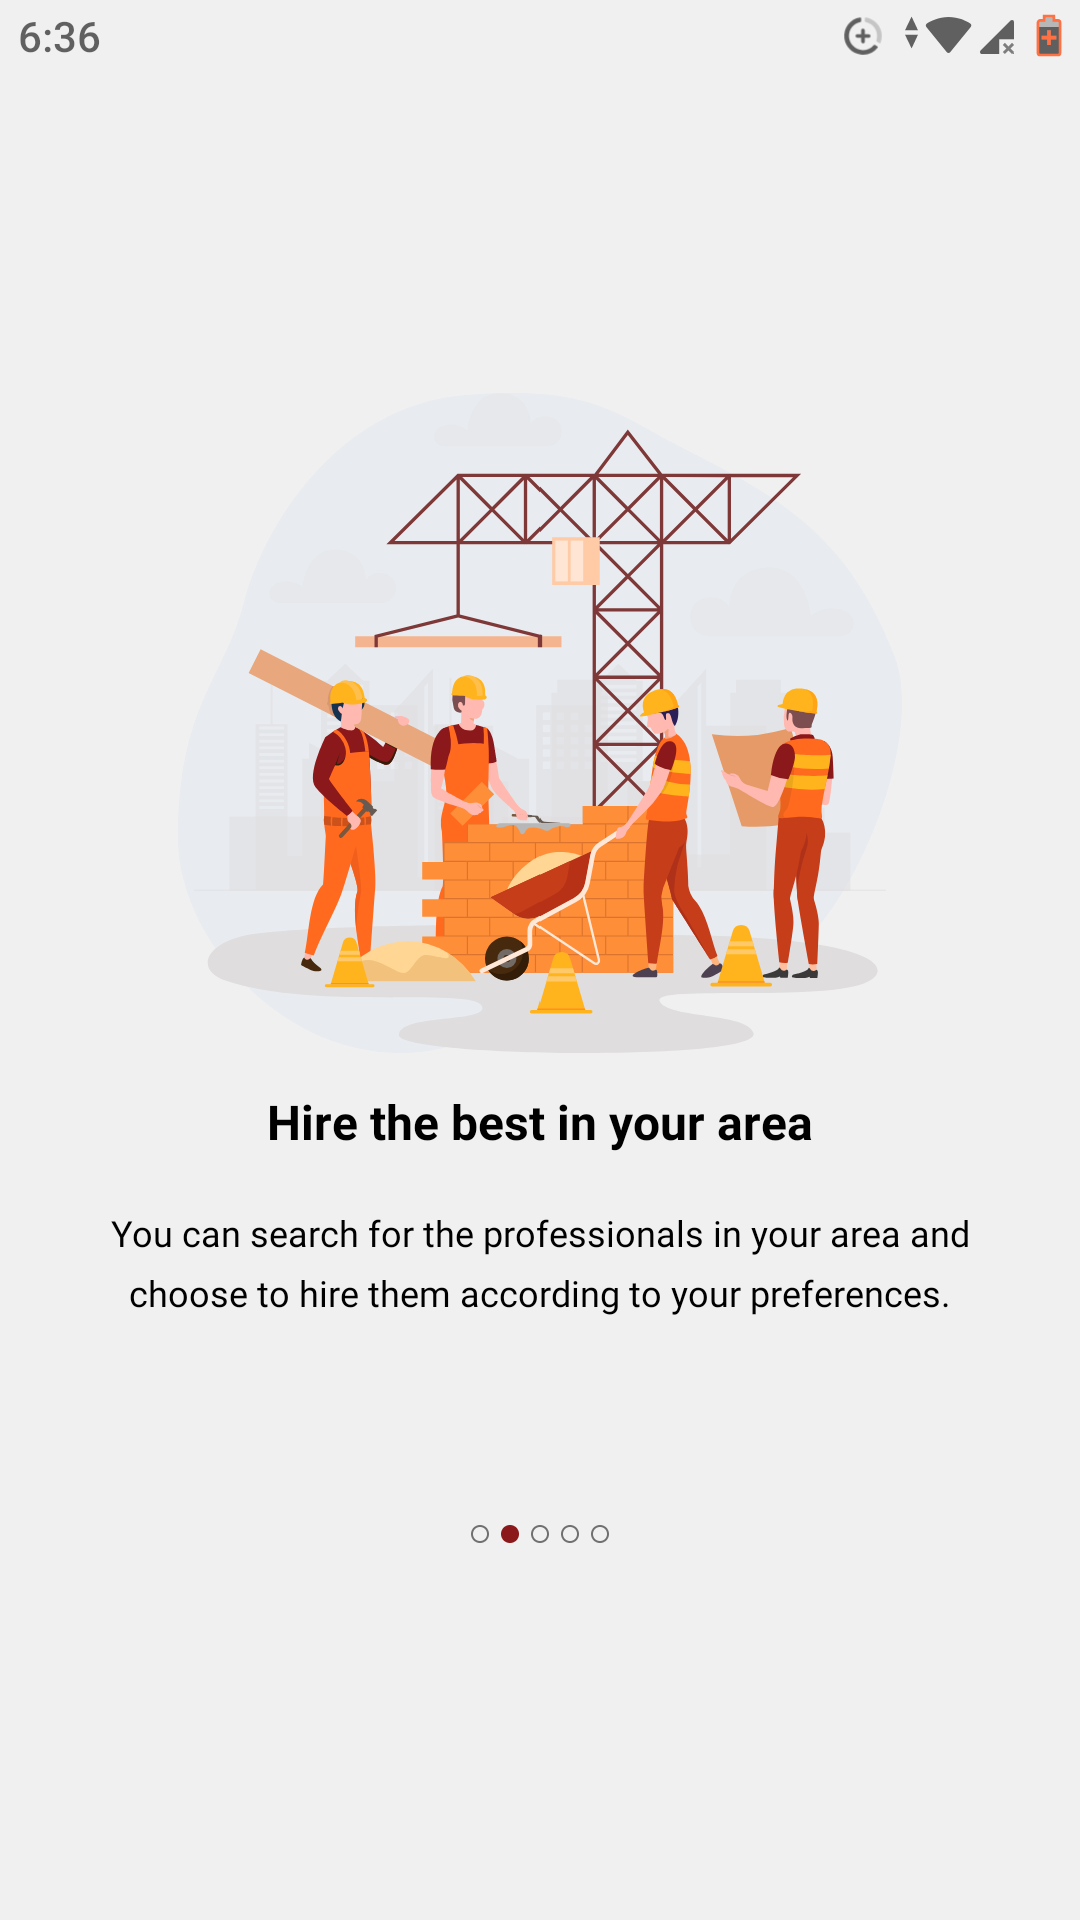 6:36
Hire the best in your area
You can search for the professionals in your area and
choose to hire them according to your preferences.